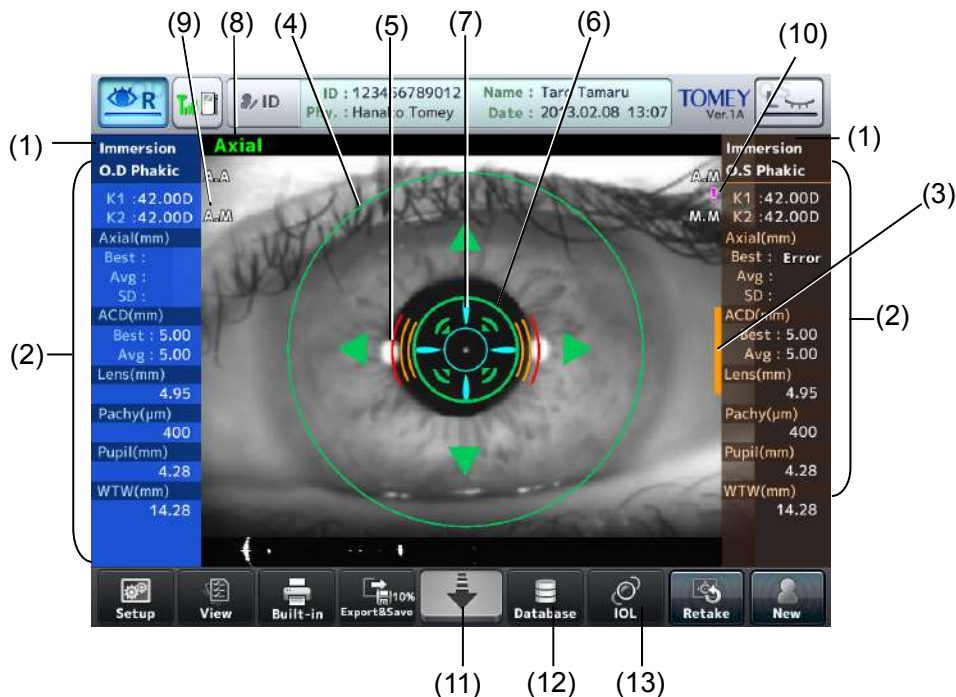 (9) (8) (4) (5) (7) (6) (10)
R
ID
ID : 123456789012
Phy. : Hanako Tomey
Name : Taro Tamaru
Date : 2013.02.08 13:07
TOMEY
Ver.1A
L
(1)
(1)
Axial
Immersion
O.D Phakic
K1 :42.00D
K2 :42.00D
Axial(mm)
Best :
Avg :
SD :
ACD(mm)
Best : 5.00
Avg : 5.00
Lens(mm)
4.95
Pachy(μm)
400
Pupil(mm)
4.28
WTW(mm)
14.28
(2)
A.A
A.M
A.M
!
M.M
Immersion
O.S Phakic
K1 :42.00D
K2 :42.00D
Axial(mm)
Best : Error
Avg :
SD :
ACD(mm)
Best : 5.00
Avg : 5.00
Lens(mm)
4.95
Pachy(μm)
400
Pupil(mm)
4.28
WTW(mm)
14.28
(3)
(2)
Setup
View
Built-in
10%
Export&Save
Database
IOL
Retake
New
(11) (12) (13)